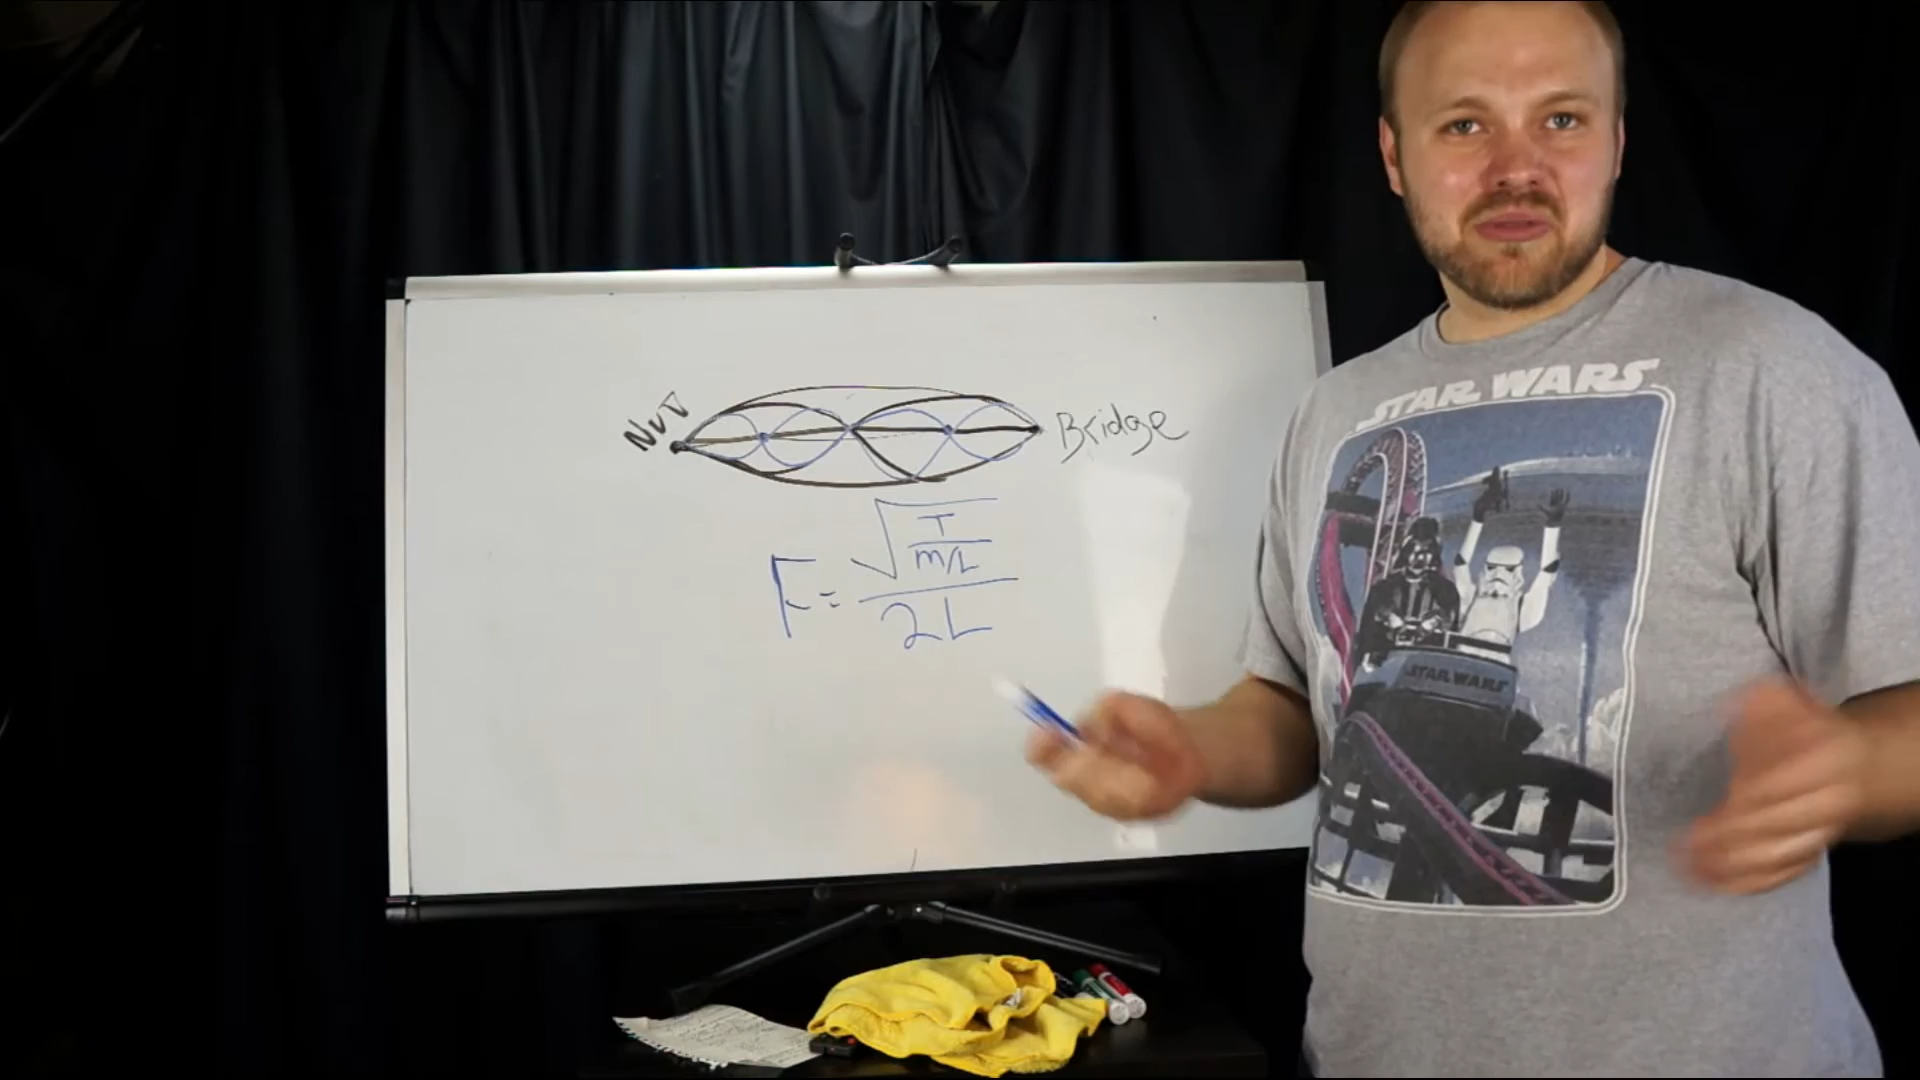 NUT
Bridge
F = √(T / m/L) / 2L
STAR WARS
STAR WARS